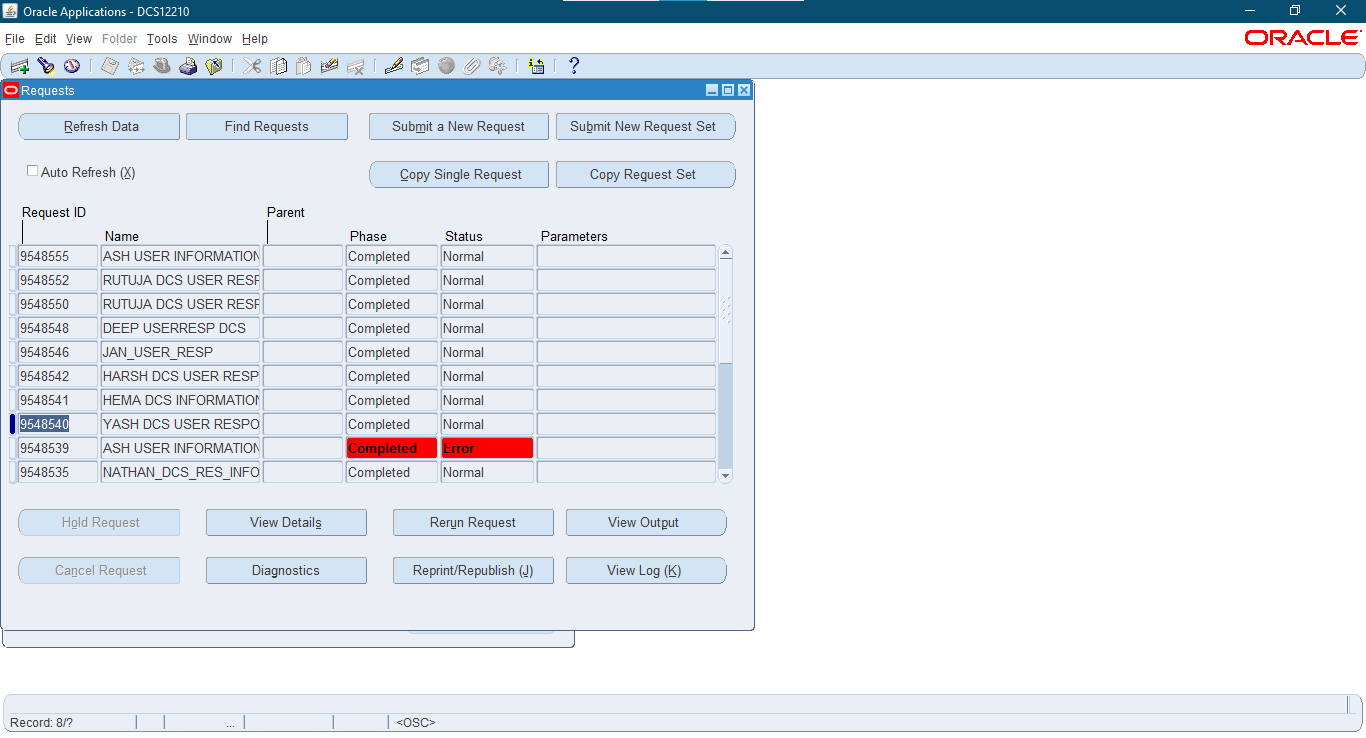 Oracle Applications - DCS12210
File Edit View Folder Tools Window Help
ORACLE
Requests
Refresh Data Find Requests Submit a New Request Submit New Request Set
Auto Refresh (X) Copy Single Request Copy Request Set
Request ID Parent
Name Phase Status Parameters
9548555 ASH USER INFORMATION Completed Normal
9548552 RUTUJA DCS USER RESP Completed Normal
9548550 RUTUJA DCS USER RESP Completed Normal
9548548 DEEP USERRESP DCS Completed Normal
9548546 JAN_USER_RESP Completed Normal
9548542 HARSH DCS USER RESP Completed Normal
9548541 HEMA DCS INFORMATION Completed Normal
9548540 YASH DCS USER RESPO Completed Normal
9548539 ASH USER INFORMATION Completed Error
9548535 NATHAN_DCS_RES_INFO Completed Normal
Hold Request View Details Rerun Request View Output
Cancel Request Diagnostics Reprint/Republish (J) View Log (K)
Record: 8/? ... <OSC>